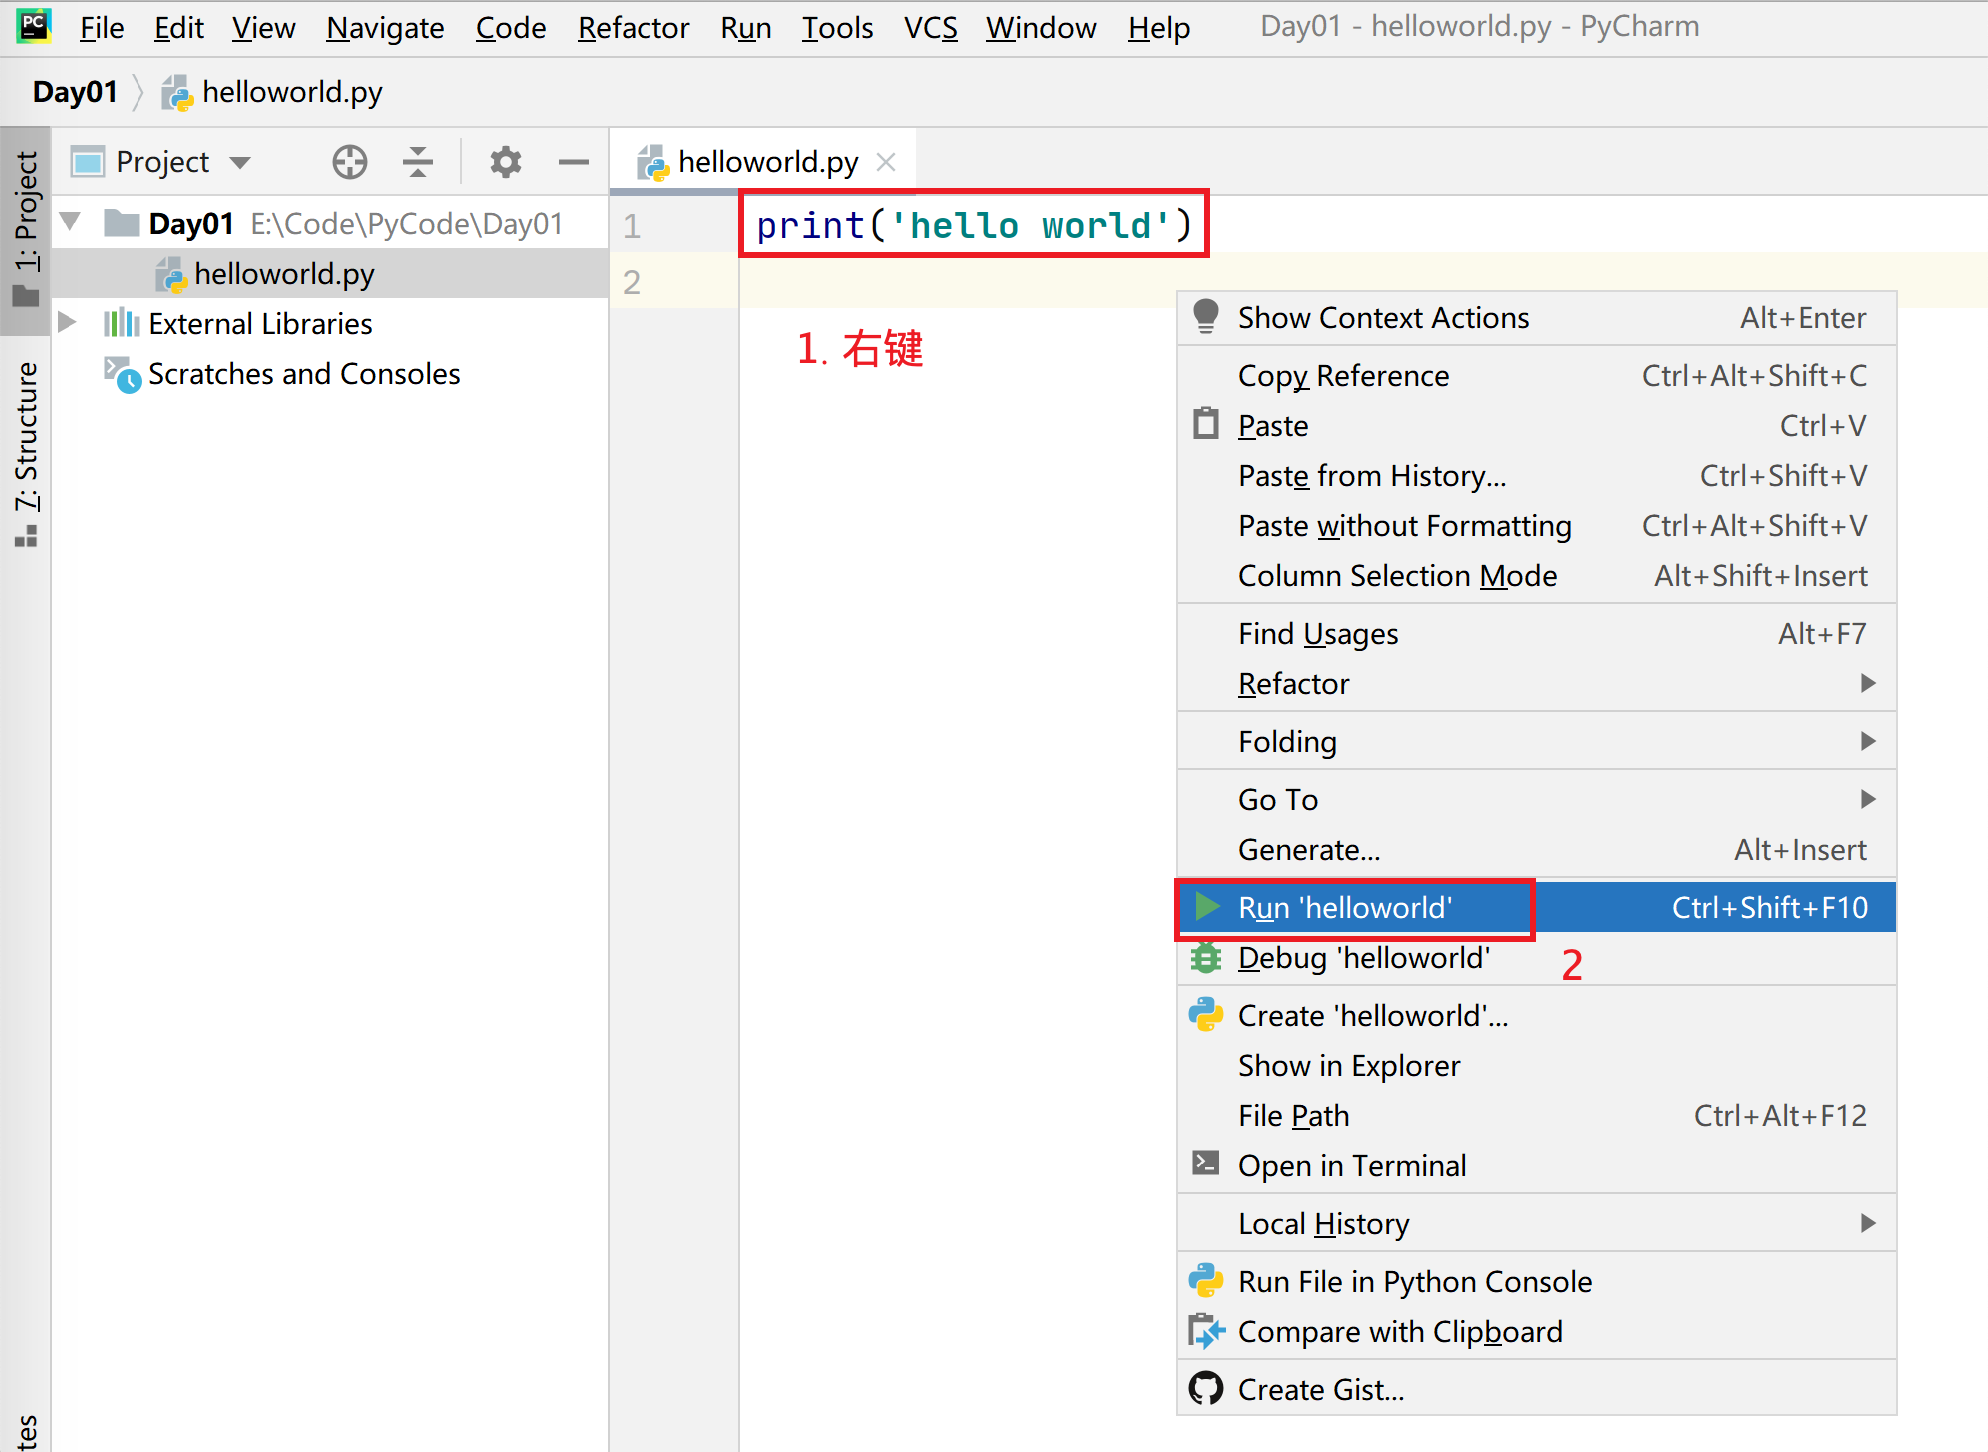 PC File Edit View Navigate Code Refactor Run Tools VCS Window Help Day01 - helloworld.py - PyCharm
Day01 helloworld.py
1: Project
7: Structure
Project
Day01 E:\Code\PyCode\Day01
helloworld.py
External Libraries
Scratches and Consoles
helloworld.py
1 print('hello world')
2
1. 右键
Show Context Actions Alt+Enter
Copy Reference Ctrl+Alt+Shift+C
Paste Ctrl+V
Paste from History... Ctrl+Shift+V
Paste without Formatting Ctrl+Alt+Shift+V
Column Selection Mode Alt+Shift+Insert
Find Usages Alt+F7
Refactor
Folding
Go To
Generate... Alt+Insert
Run 'helloworld' Ctrl+Shift+F10
Debug 'helloworld'
2
Create 'helloworld'...
Show in Explorer
File Path Ctrl+Alt+F12
Open in Terminal
Local History
Run File in Python Console
Compare with Clipboard
Create Gist...